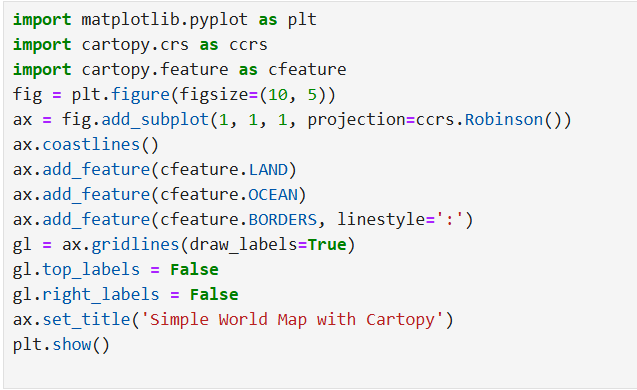 import matplotlib.pyplot as plt
import cartopy.crs as ccrs
import cartopy.feature as cfeature
fig = plt.figure(figsize=(10, 5))
ax = fig.add_subplot(1, 1, 1, projection=ccrs.Robinson())
ax.coastlines()
ax.add_feature(cfeature.LAND)
ax.add_feature(cfeature.OCEAN)
ax.add_feature(cfeature.BORDERS, linestyle=':')
gl = ax.gridlines(draw_labels=True)
gl.top_labels = False
gl.right_labels = False
ax.set_title('Simple World Map with Cartopy')
plt.show()